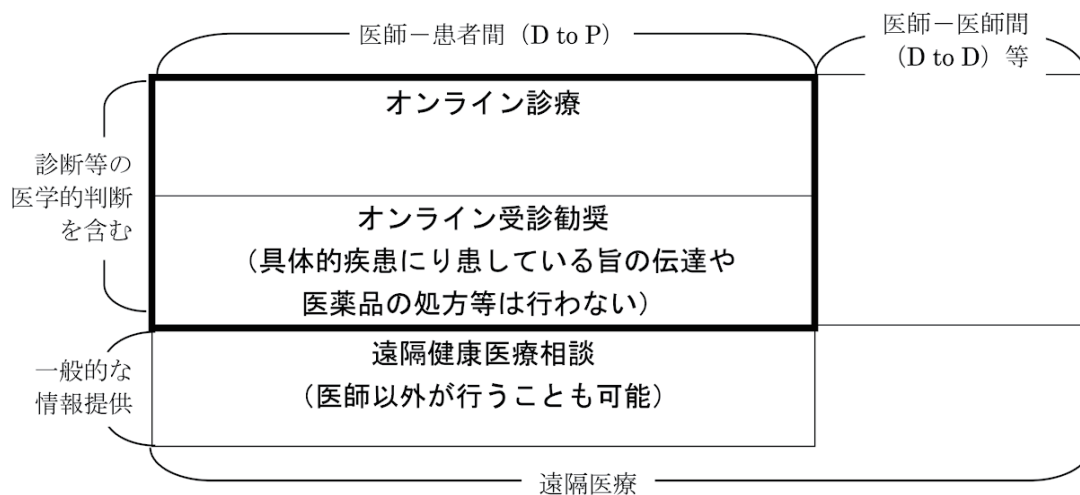 医師－患者間（D to P）
医師－医師間
（D to D）等
オンライン診療
診断等の
医学的判断
を含む
オンライン受診勧奨
（具体的疾患にり患している旨の伝達や
医薬品の処方等は行わない）
一般的な
情報提供
遠隔健康医療相談
（医師以外が行うことも可能）
遠隔医療